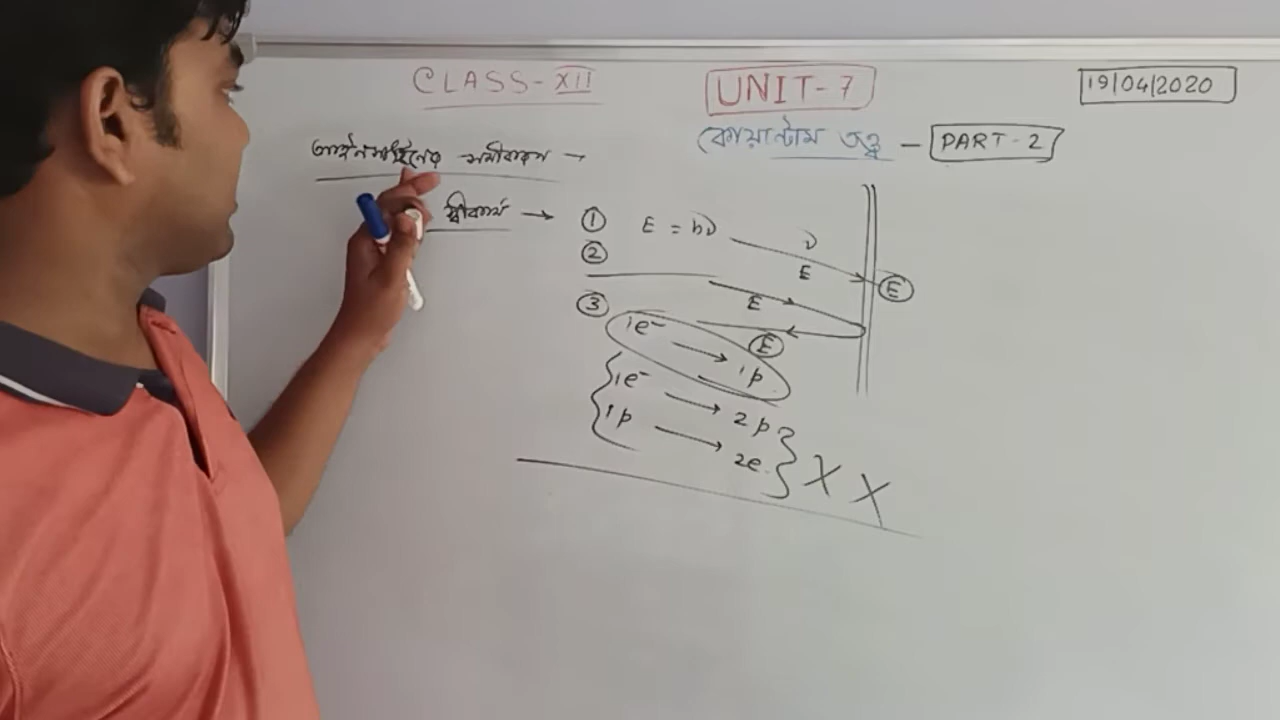 CLASS-XII
UNIT-7
19/04/2020
কোয়ান্টাম তত্ত্ব - PART-2
আইনস্টাইনের সমীকরণ →
স্বীকার্য → ① E = hν
ν
E
Ⓔ
②
E
Ⓔ
③ 1e⁻ → 1p
1e⁻ → 2p
1p → 2e
X X